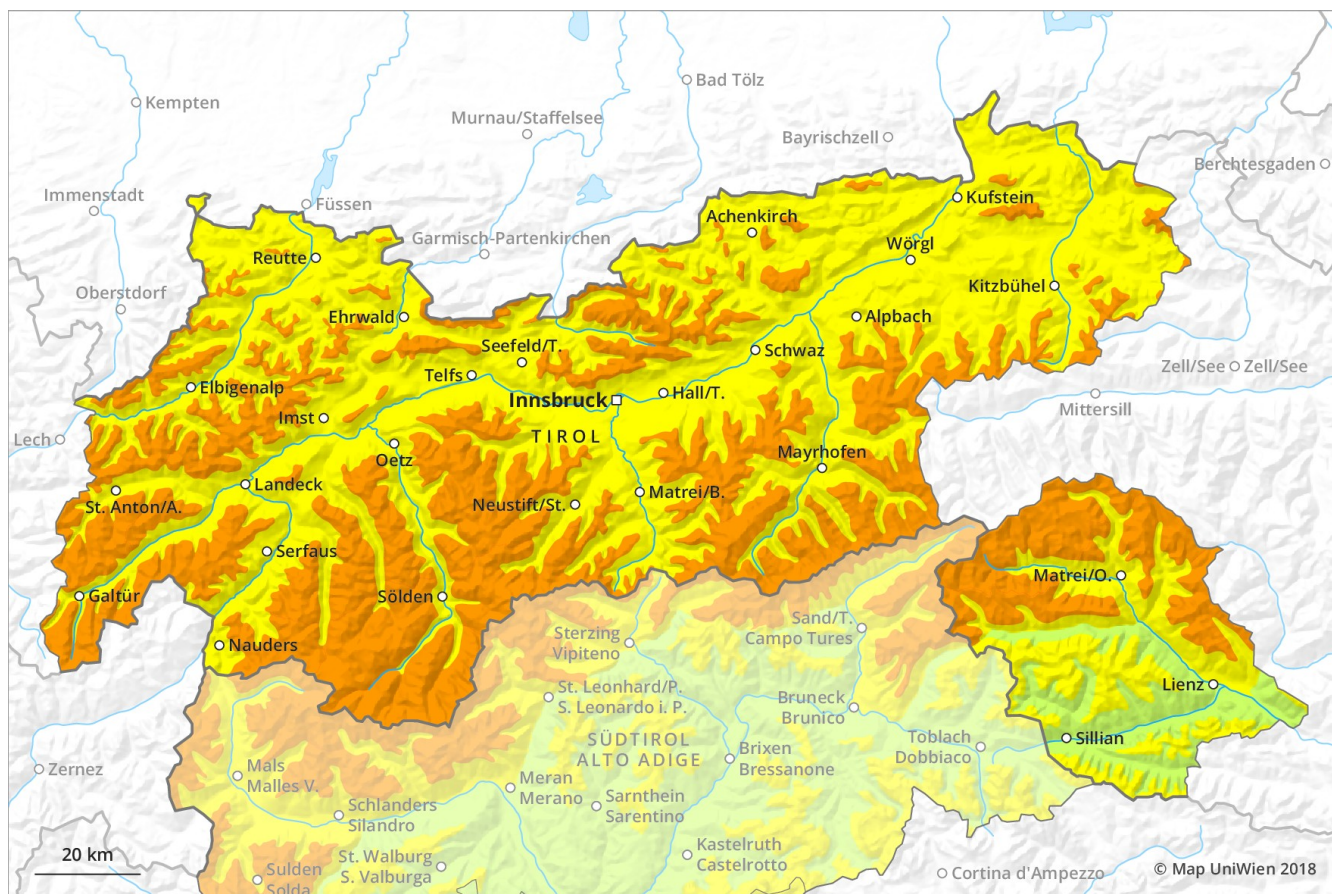 Kempten
Bad Tölz
Murnau/Staffelsee
Bayrischzell
Berchtesgaden
Immenstadt
Füssen
Kufstein
Achenkirch
Garmisch-Partenkirchen
Wörgl
Reutte
Oberstdorf
Kitzbühel
Ehrwald
Alpbach
Seefeld/T.
Schwaz
Zell/See
Zell/See
Telfs
Elbigenalp
Hall/T.
Innsbruck
Mittersill
Imst
Lech
TIROL
Mayrhofen
Oetz
Landeck
Matrei/B.
St. Anton/A.
Neustift/St.
Serfaus
Matrei/O.
Galtür
Sölden
Sand/T.
Campo Tures
Sterzing
Vipiteno
Nauders
Lienz
St. Leonhard/P.
S. Leonardo i. P.
Bruneck
Brunico
SÜDTIROL
ALTO ADIGE
Toblach
Dobbiaco
Sillian
Brixen
Bressanone
Zernez
Mals
Malles V.
Meran
Merano
Sarnthein
Sarentino
Schlanders
Silandro
Kastelruth
Castelrotto
20 km
St. Walburg
S. Valburga
Sulden
Solda
Cortina d'Ampezzo
© Map UniWien 2018